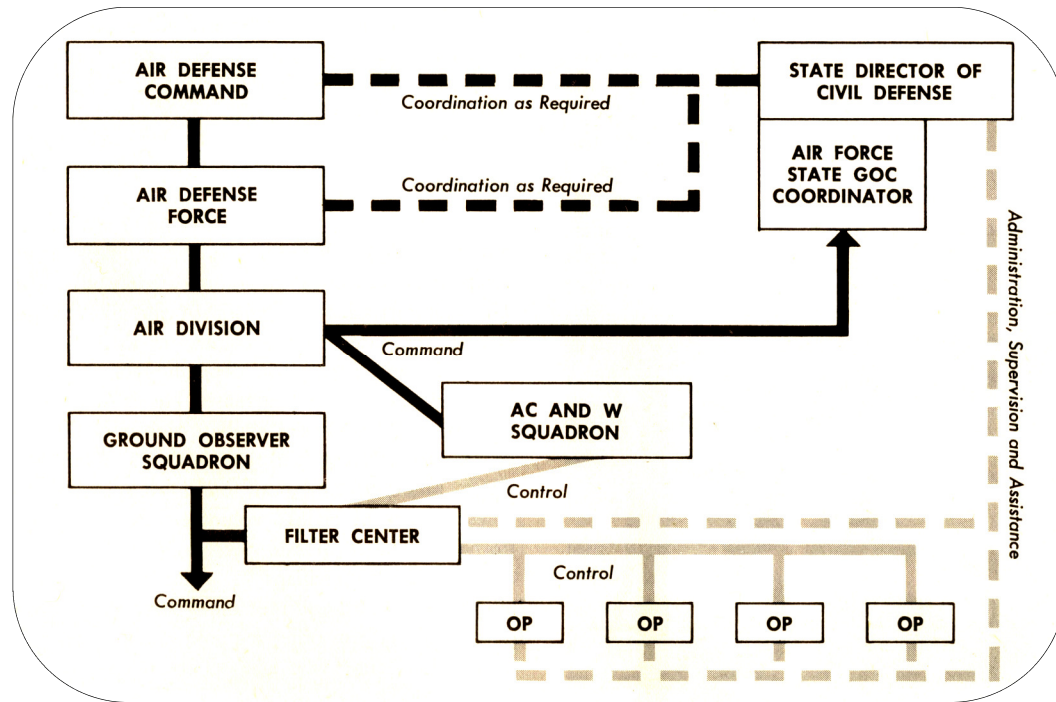 AIR DEFENSE
COMMAND
Coordination as Required
STATE DIRECTOR OF
CIVIL DEFENSE
AIR FORCE
STATE GOC
COORDINATOR
AIR DEFENSE
FORCE
Coordination as Required
Administration, Supervision and Assistance
AIR DIVISION
Command
AC AND W
SQUADRON
GROUND OBSERVER
SQUADRON
Control
FILTER CENTER
Control
Command
OP
OP
OP
OP